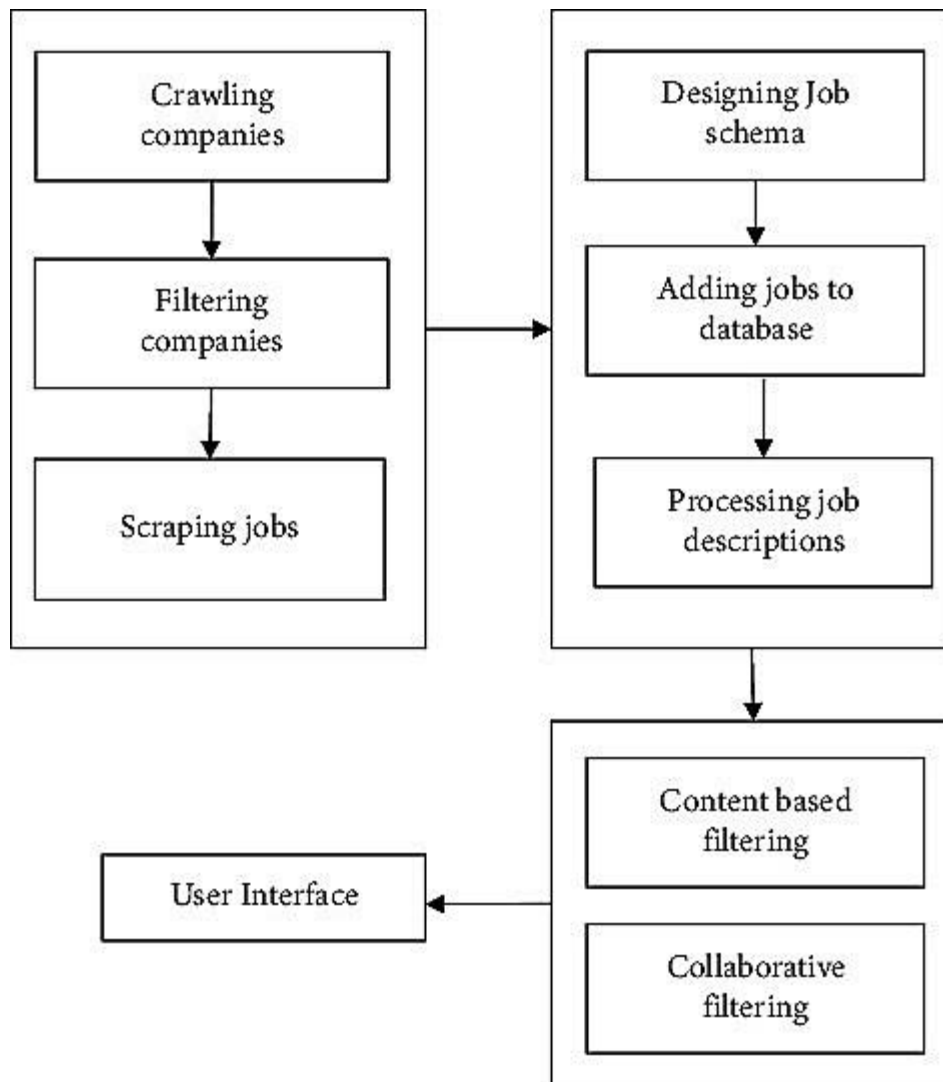 Crawling
companies
Filtering
companies
Scraping jobs
Designing Job
schema
Adding jobs to
database
Processing job
descriptions
Content based
filtering
Collaborative
filtering
User Interface